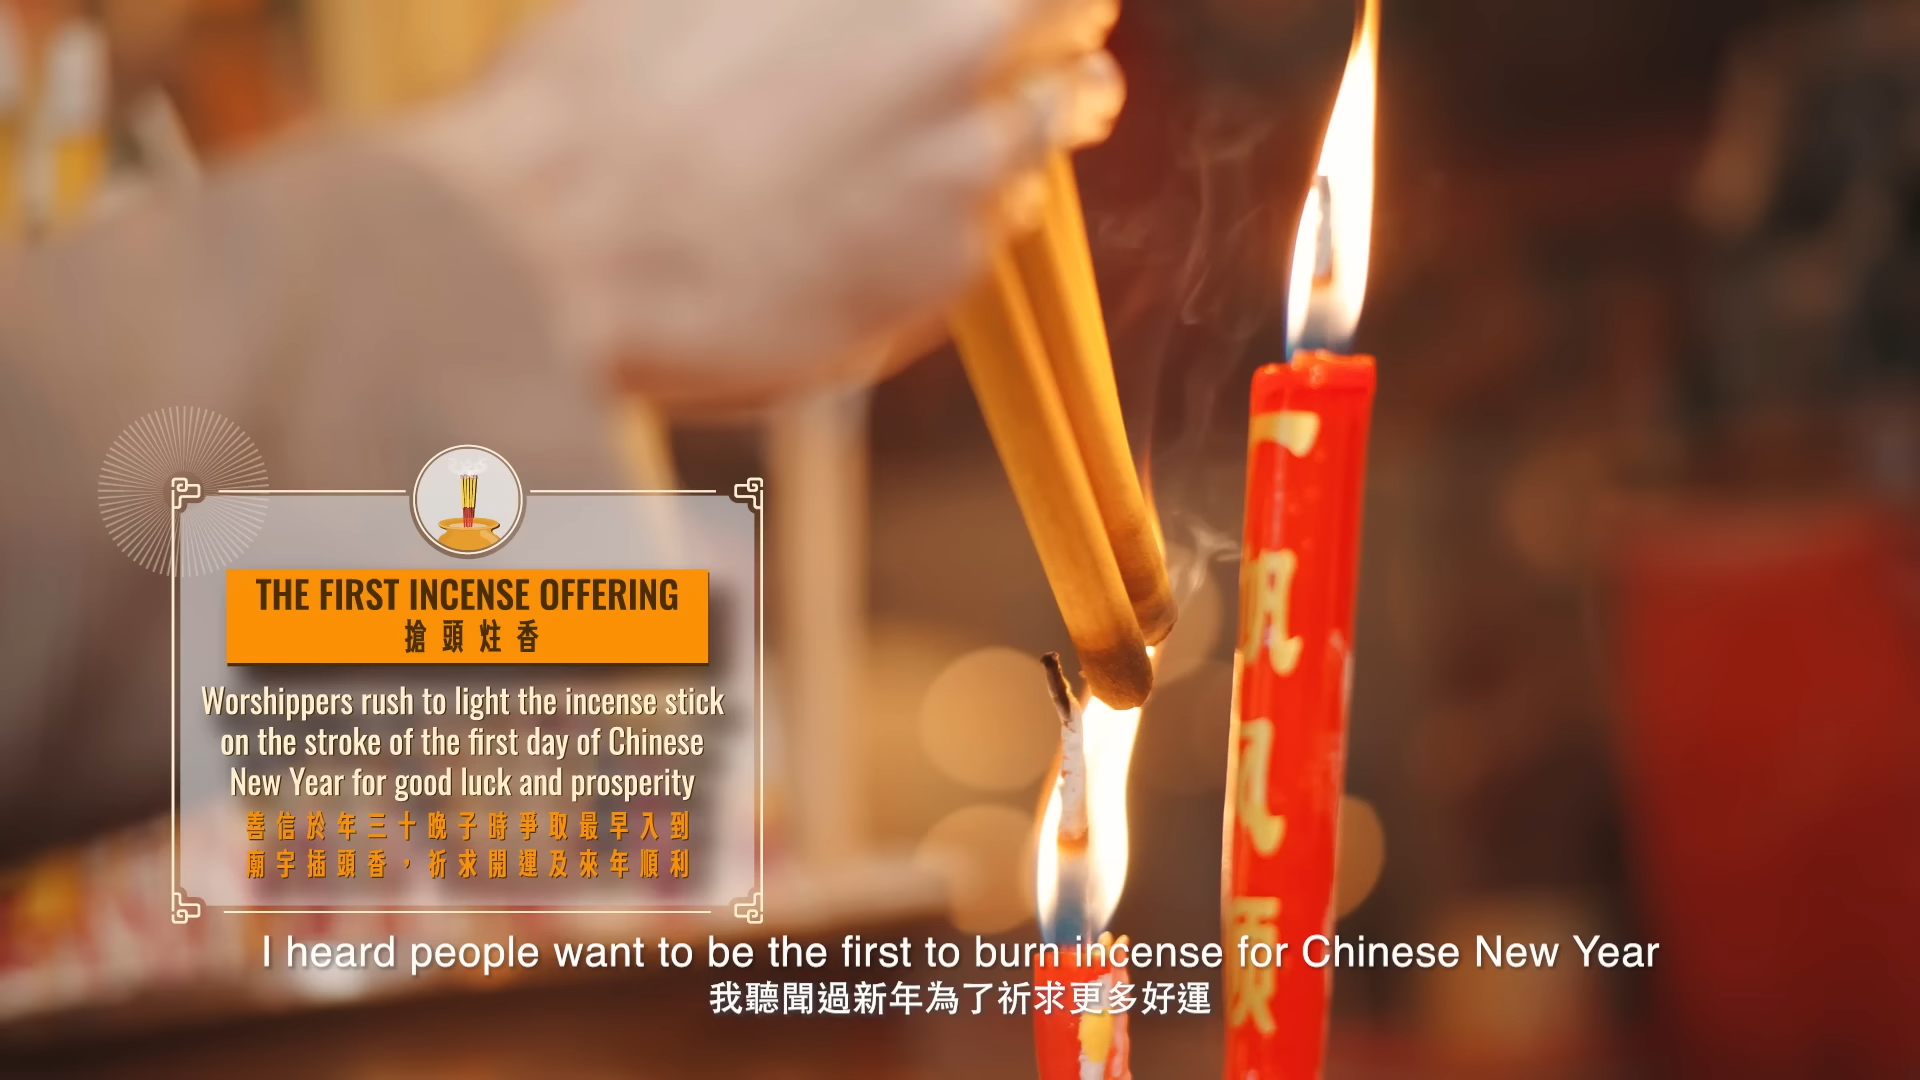 THE FIRST INCENSE OFFERING
搶頭炷香
Worshippers rush to light the incense stick
on the stroke of the first day of Chinese
New Year for good luck and prosperity
善信於年三十晚子時爭取最早入到
廟宇插頭香，祈求開運及來年順利
一帆風順
I heard people want to be the first to burn incense for Chinese New Year
我聽聞過新年為了祈求更多好運